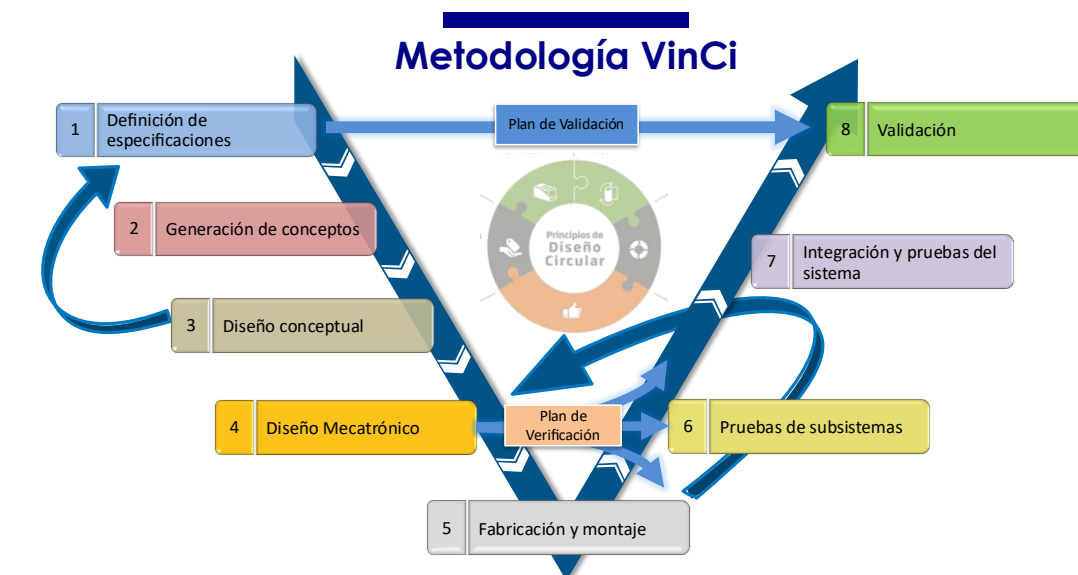 Metodología VinCi
1
Definición de
especificaciones
Plan de Validación
8
Validación
2
Generación de conceptos
Principios de
Diseño
Circular
7
Integración y pruebas del
sistema
3
Diseño conceptual
4
Diseño Mecatrónico
Plan de
Verificación
6
Pruebas de subsistemas
5
Fabricación y montaje